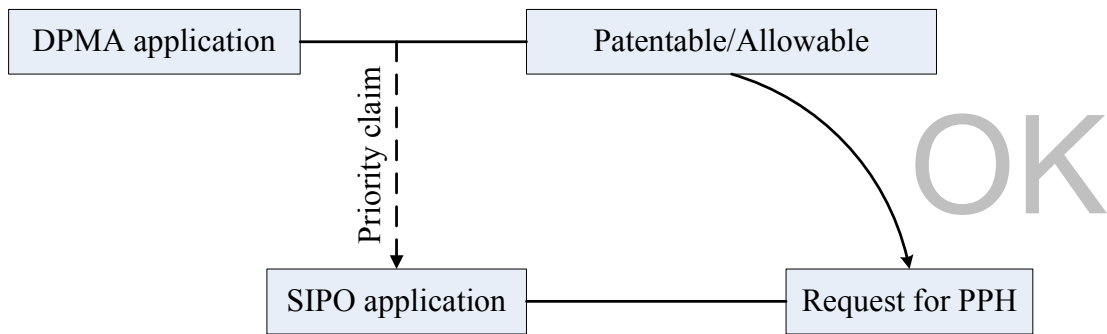 DPMA application
Patentable/Allowable
Priority claim
OK
SIPO application
Request for PPH